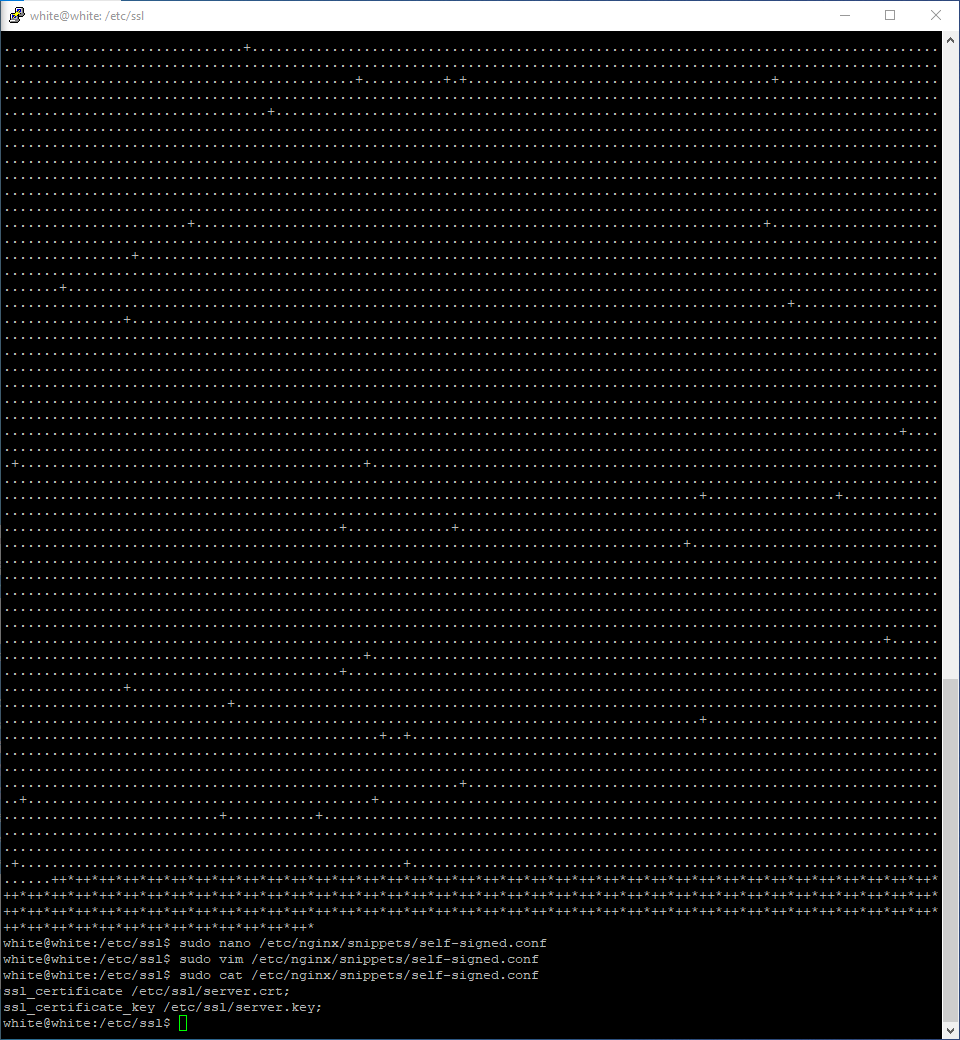 white@white: /etc/ssl
white@white:/etc/ssl$ sudo nano /etc/nginx/snippets/self-signed.conf
white@white:/etc/ssl$ sudo vim /etc/nginx/snippets/self-signed.conf
white@white:/etc/ssl$ sudo cat /etc/nginx/snippets/self-signed.conf
ssl_certificate /etc/ssl/server.crt;
ssl_certificate_key /etc/ssl/server.key;
white@white:/etc/ssl$